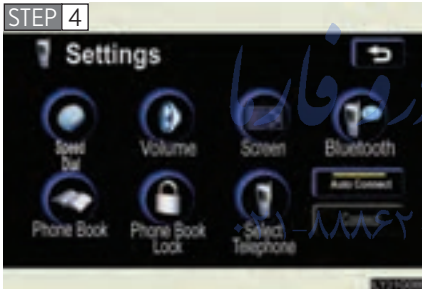 STEP 4
Settings
Speed
Dial
Volume
Screen
Bluetooth
Auto Connect
Phone Book
Phone Book
Lock
Select
Telephone